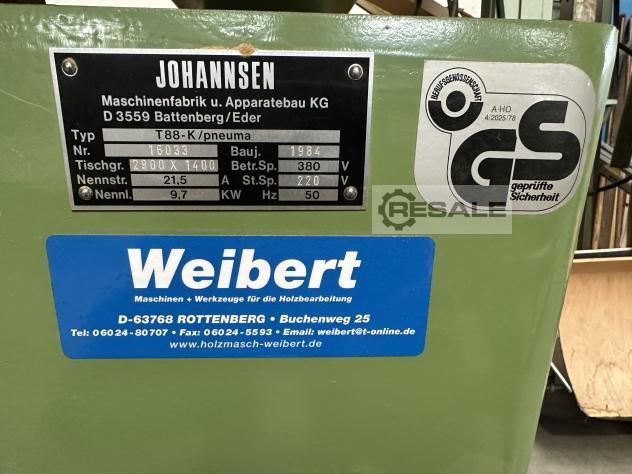 JOHANNSEN
Maschinenfabrik u. Apparatebau KG
D 3559 Battenberg/Eder
Typ T88-K/pneuma
Nr. 16033 Bauj. 1984
Tischgr. 2900 X 1400 Betr.Sp. 380 V
Nennstr. 21,5 A St.Sp. 220 V
Nennl. 9,7 KW Hz 50
BERUFSGENOSSENSCHAFT
A-HO
4/2025/78
GS
geprüfte
Sicherheit
RESALE
Weibert
Maschinen + Werkzeuge für die Holzbearbeitung
D-63768 ROTTENBERG • Buchenweg 25
Tel: 06024-80707 • Fax: 06024-5593 • Email: weibert@t-online.de
www.holzmasch-weibert.de